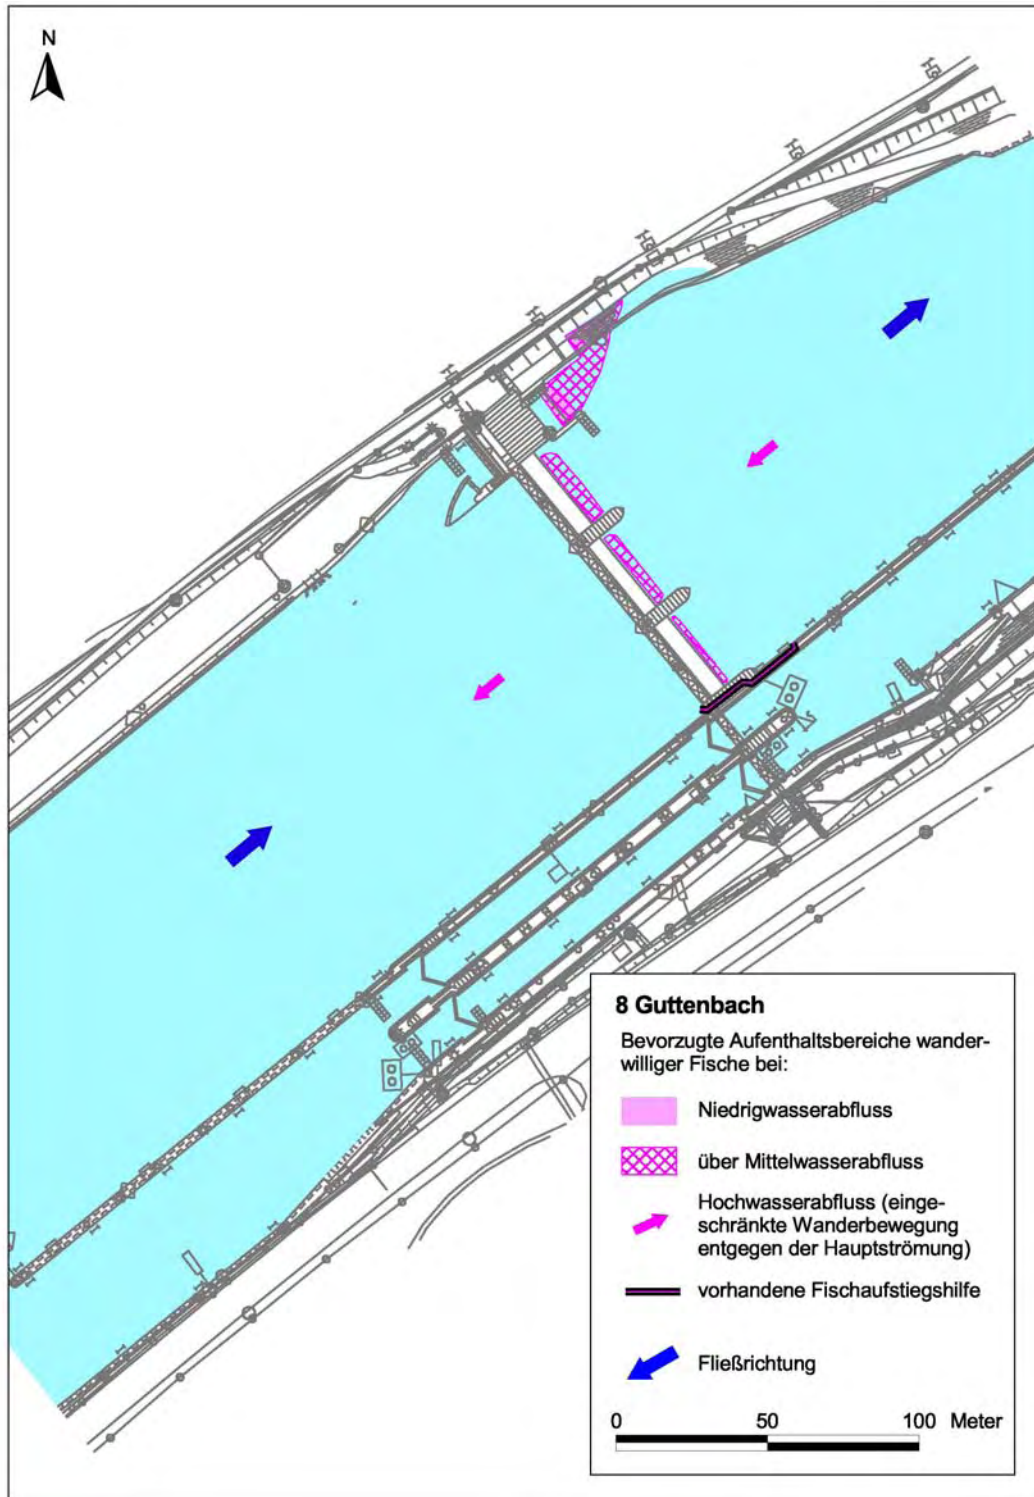 N
8 Guttenbach
Bevorzugte Aufenthaltsbereiche wander-
williger Fische bei:
Niedrigwasserabfluss
über Mittelwasserabfluss
Hochwasserabfluss (einge-
schränkte Wanderbewegung
entgegen der Hauptströmung)
vorhandene Fischaufstiegshilfe
Fließrichtung
0 50 100 Meter